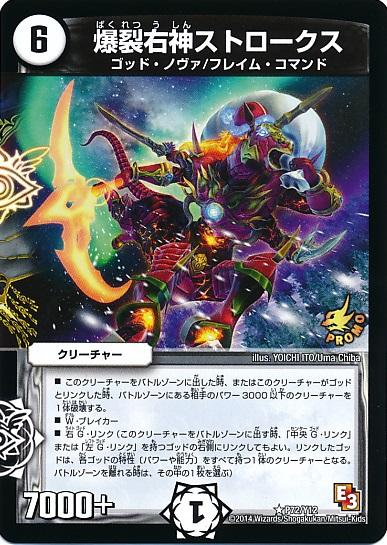 6
ばくれつうしん
爆裂右神ストロークス
ゴッド・ノヴァ/フレイム・コマンド
PROMO
illus. YOICHI ITO/Uma Chiba
クリーチャー
■ このクリーチャーをバトルゾーンに出した時、またはこのクリーチャーがゴッド
とリンクした時、バトルゾーンにある相手のパワー3000以下のクリーチャーを
1体破壊する。
■ W・ブレイカー
■ 右G・リンク(このクリーチャーをバトルゾーンに出す時、「中央G・リンク」
または「左G・リンク」を持つゴッドの右側にリンクしてもよい。リンクしたゴッド
は、各ゴッドの特性(パワーや能力)をすべて持つ1体のクリーチャーとなる。
バトルゾーンを離れる時は、その中の1枚を選ぶ)
7000+
1
E3
☆P72/Y12
©2014 Wizards/Shogakukan/Mitsui-Kids